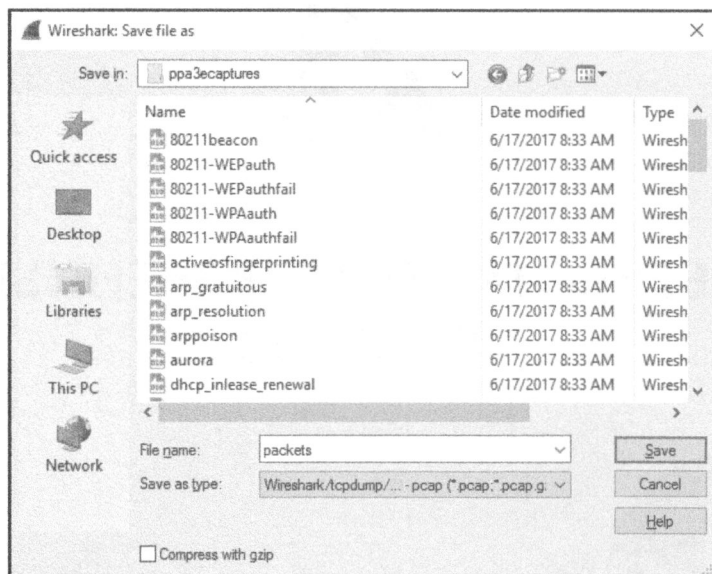 Wireshark: Save file as
Save in: ppa3ecaptures
Name Date modified Type
80211beacon 6/17/2017 8:33 AM Wiresh
80211-WEPauth 6/17/2017 8:33 AM Wiresh
80211-WEPauthfail 6/17/2017 8:33 AM Wiresh
80211-WPAauth 6/17/2017 8:33 AM Wiresh
80211-WPAauthfail 6/17/2017 8:33 AM Wiresh
activeosfingerprinting 6/17/2017 8:33 AM Wiresh
arp_gratuitous 6/17/2017 8:33 AM Wiresh
arp_resolution 6/17/2017 8:33 AM Wiresh
arppoison 6/17/2017 8:33 AM Wiresh
aurora 6/17/2017 8:33 AM Wiresh
dhcp_inlease_renewal 6/17/2017 8:33 AM Wiresh
Quick access
Desktop
Libraries
This PC
Network
File name: packets
Save as type: Wireshark/tcpdump/... - pcap (*.pcap;*.pcap.g
Save
Cancel
Help
Compress with gzip